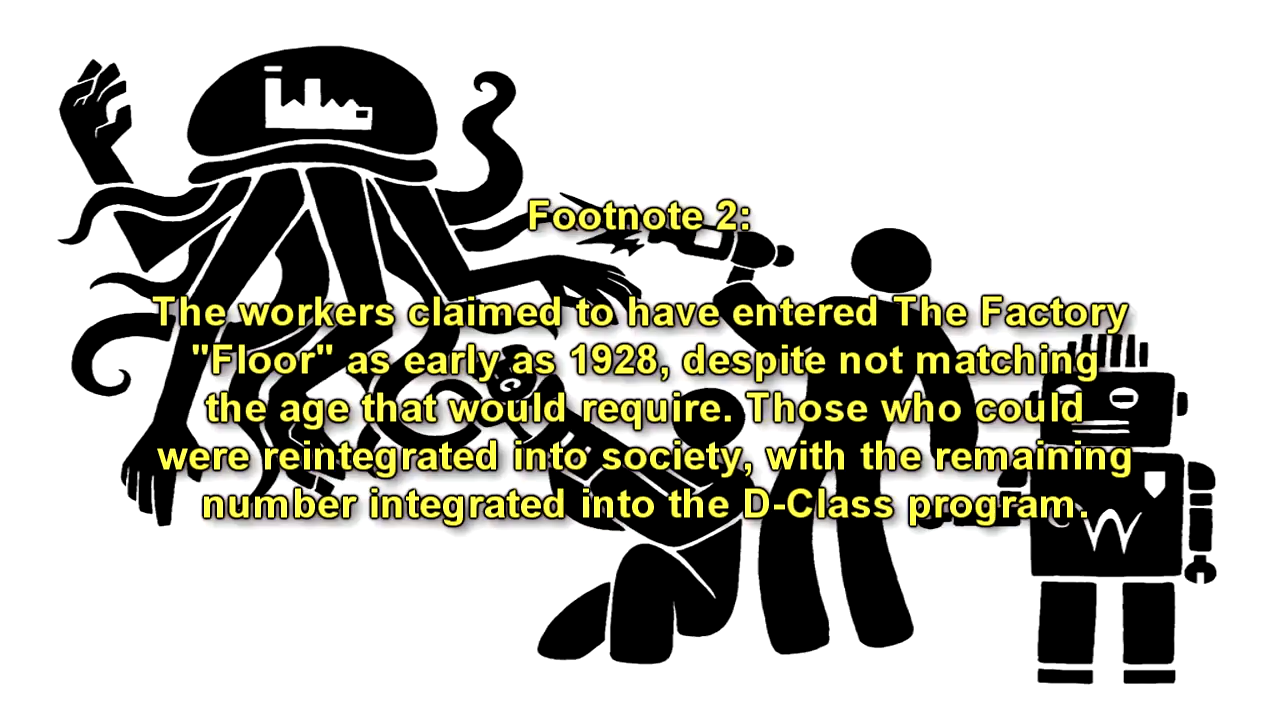 Footnote 2:
The workers claimed to have entered The Factory
"Floor" as early as 1928, despite not matching
the age that would require. Those who could
were reintegrated into society, with the remaining
number integrated into the D-Class program.
C
W